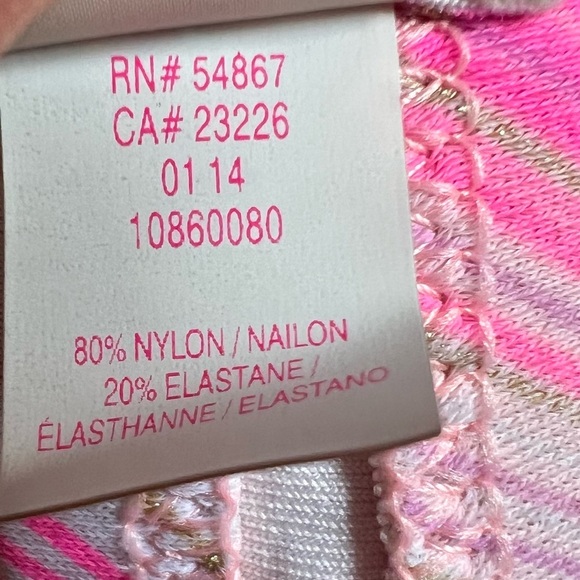 RN# 54867
CA# 23226
01 14
10860080
80% NYLON / NAILON
20% ELASTANE /
ÉLASTHANNE / ELASTANO